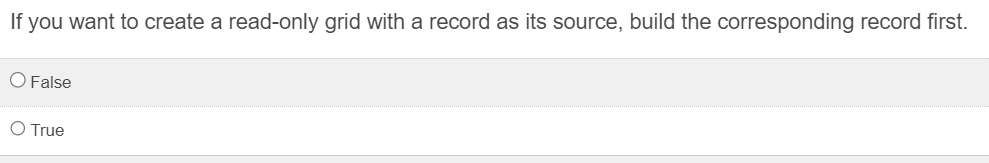 If you want to create a read-only grid with a record as its source, build the corresponding record first.
False
True